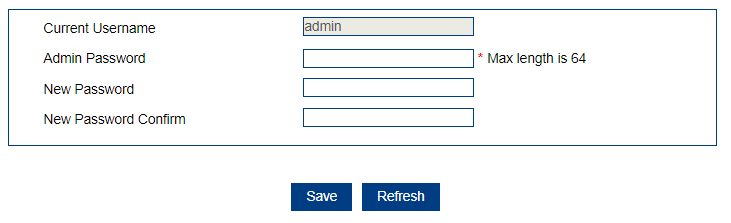 Current Username admin
Admin Password * Max length is 64
New Password
New Password Confirm
Save Refresh